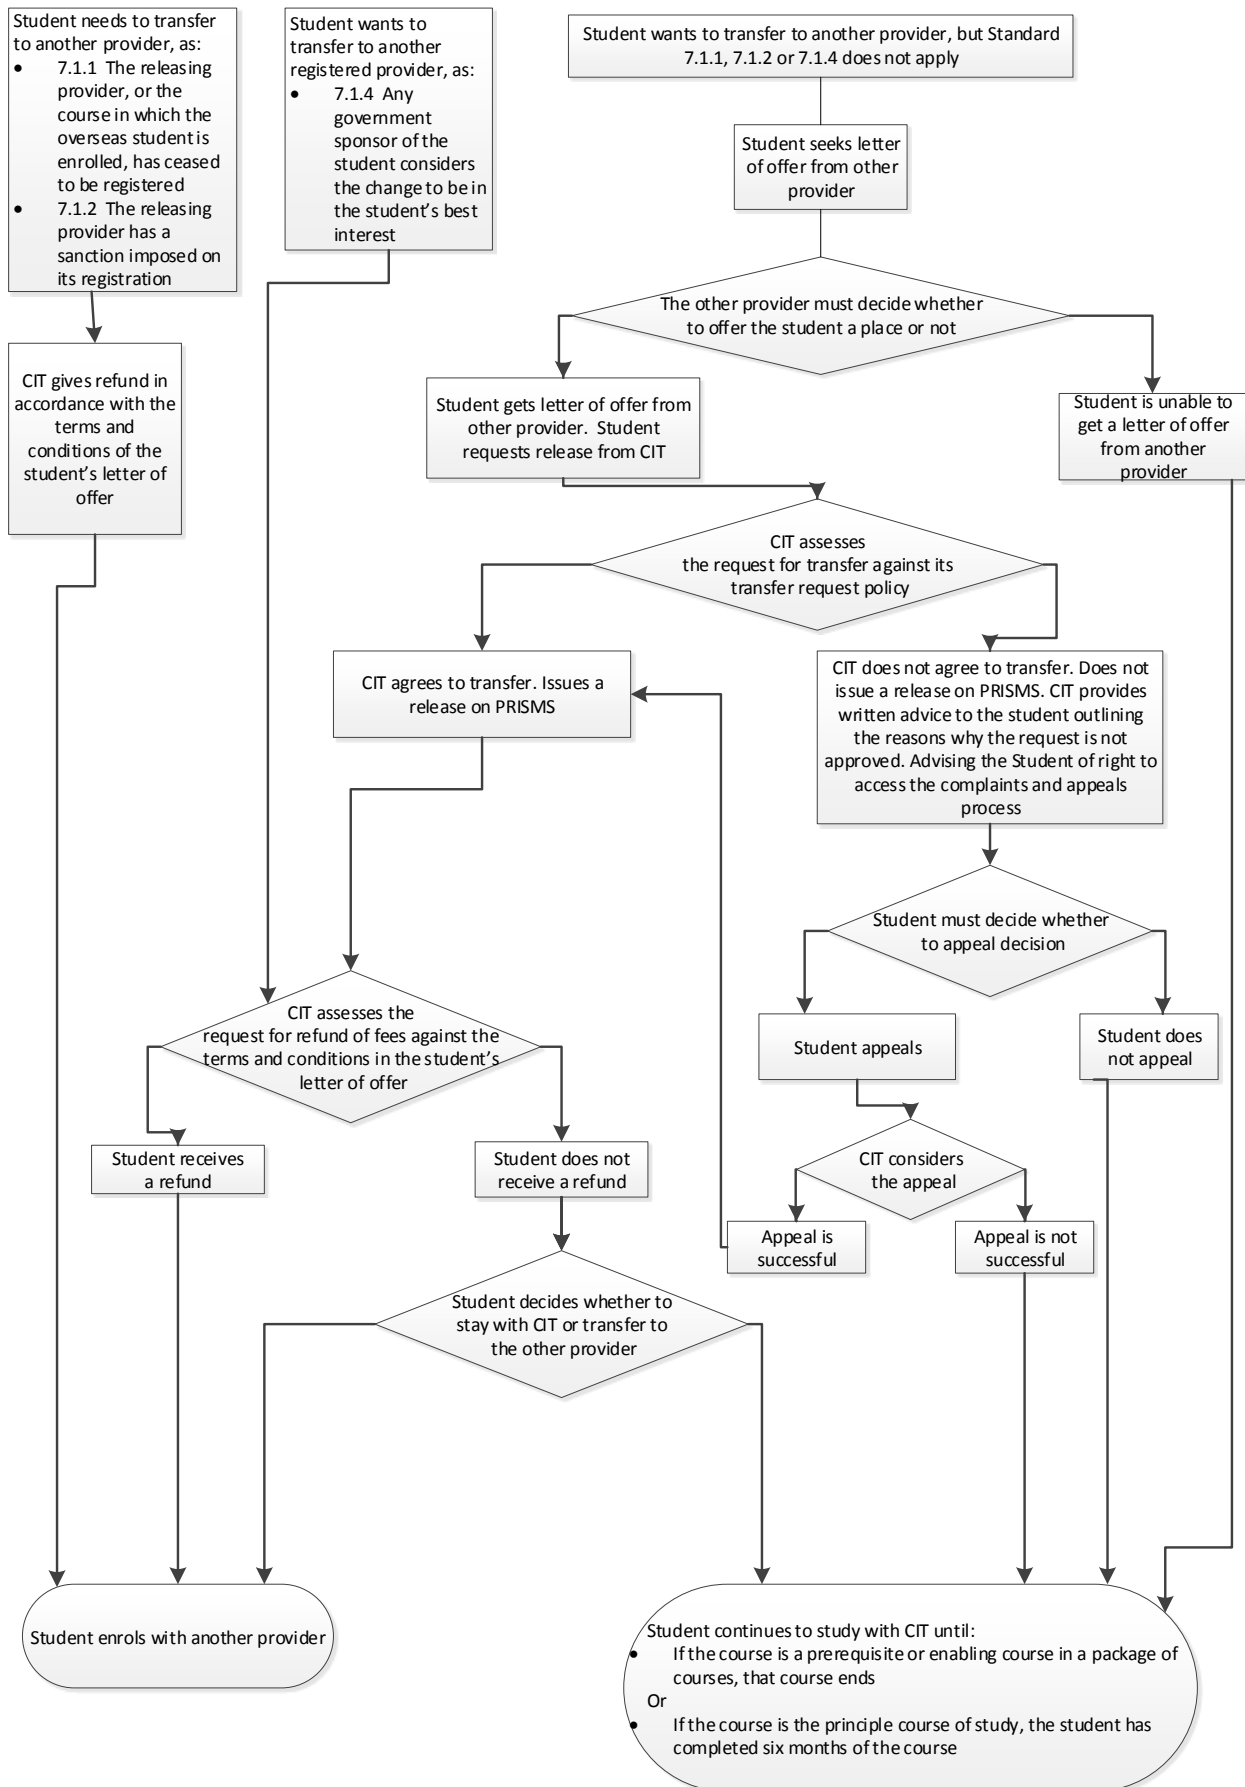 Student needs to transfer
to another provider, as:
• 7.1.1 The releasing
provider, or the
course in which the
overseas student is
enrolled, has ceased
to be registered
• 7.1.2 The releasing
provider has a
sanction imposed on
its registration
Student wants to
transfer to another
registered provider, as:
• 7.1.4 Any
government
sponsor of the
student considers
the change to be in
the student's best
interest
Student wants to transfer to another provider, but Standard
7.1.1, 7.1.2 or 7.1.4 does not apply
Student seeks letter
of offer from other
provider
The other provider must decide whether
to offer the student a place or not
CIT gives refund in
accordance with the
terms and
conditions of the
student's letter of
offer
Student gets letter of offer from
other provider. Student
requests release from CIT
Student is unable to
get a letter of offer
from another
provider
CIT assesses
the request for transfer against its
transfer request policy
CIT agrees to transfer. Issues a
release on PRISMS
CIT does not agree to transfer. Does not
issue a release on PRISMS. CIT provides
written advice to the student outlining
the reasons why the request is not
approved. Advising the Student of right to
access the complaints and appeals
process
Student must decide whether
to appeal decision
CIT assesses the
request for refund of fees against the
terms and conditions in the student's
letter of offer
Student appeals
Student does
not appeal
Student receives
a refund
Student does not
receive a refund
CIT considers
the appeal
Appeal is
successful
Appeal is not
successful
Student decides whether to
stay with CIT or transfer to
the other provider
Student enrols with another provider
Student continues to study with CIT until:
• If the course is a prerequisite or enabling course in a package of
courses, that course ends
Or
• If the course is the principle course of study, the student has
completed six months of the course